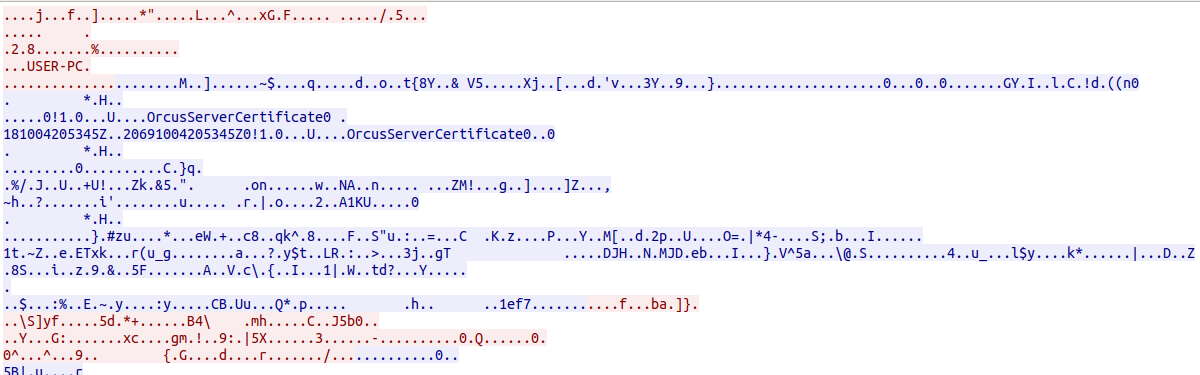 ....j...f..].....*".....L...^...xG.F..... ...../.5...
..... .
.2.8.......%..........
...USER-PC.
.........................M..]......~$....q.....d..o..t{8Y..& V5.....Xj..[...d.'v...3Y..9...}........................0...0..0.......GY.I..l.C.!d.((n0
. *.H..
.....0!1.0...U....OrcusServerCertificate0 .
181004205345Z..20691004205345Z0!1.0...U....OrcusServerCertificate0..0
. *.H..
.........0..........C.}q.
.%/.J..U..+U!...Zk.&5.". .on......w..NA..n..... ...ZM!...g..]....]Z...,
~h..?.......i'........u..... .r.|.o....2..A1KU.....0
. *.H..
...........}.#zu....*...eW.+..c8..qk^.8....F..S"u.:..=...C .K.z....P...Y..M[..d.2p..U....O=.|*4-....S;.b...I......
1t.~Z..e.ETxk...r(u_g........a...?.y$t..LR.:..>...3j..gT .....DJH..N.MJD.eb...I...}.V^5a...\@.S..........4..u_...l$y....k*......|...D..Z
.8S...i..z.9.&..5F.......A..V.c\.{..I...1|.W..td?...Y.....
.
..$...:%..E.~.y....:y.....CB.Uu...Q*.p..... .h.. ..1ef7...........f...ba.]}.
..\S]yf.....5d.*+......B4\ .mh.....C..J5b0..
..Y...G:.......xc....gm.!..9:.|5X......3......-..........0.Q......0.
0^...^...9.. {.G....d....r......./.............0..
5B|.u....r